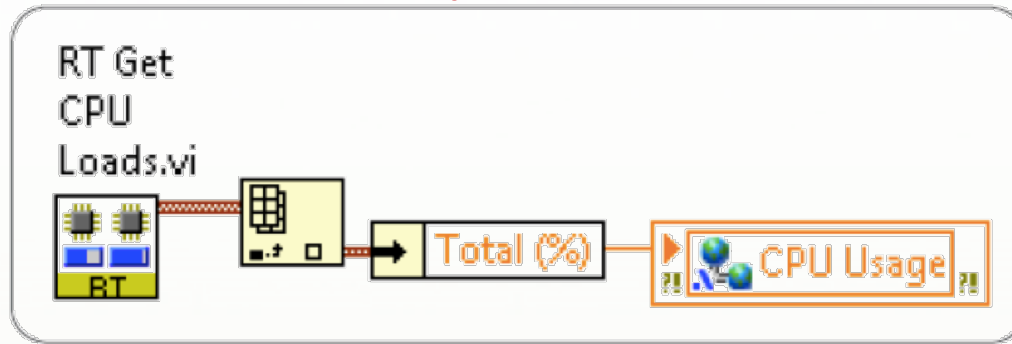 RT Get
CPU
Loads.vi
RT
Total (%)
CPU Usage
?!
?!